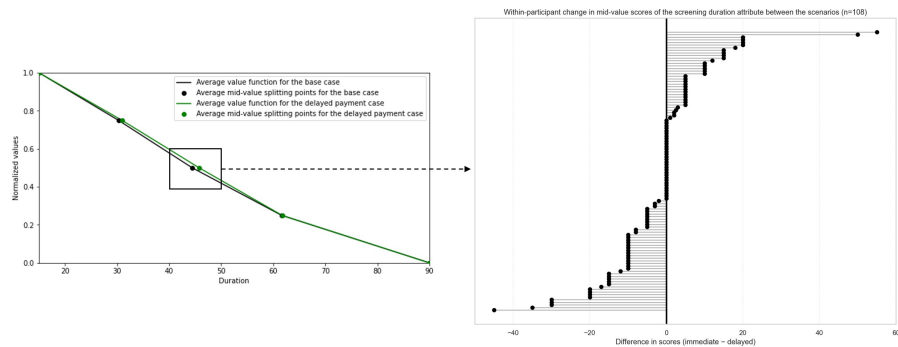 Within-participant change in mid-value scores of the screening duration attribute between the scenarios (n=108)
1.0
0.8
0.6
0.4
0.2
0.0
Normalized values
Average value function for the base case
Average mid-value splitting points for the base case
Average value function for the delayed payment case
Average mid-value splitting points for the delayed payment case
20 30 40 50 60 70 80 90
Duration
−40 −20 0 20 40 60
Difference in scores (immediate − delayed)